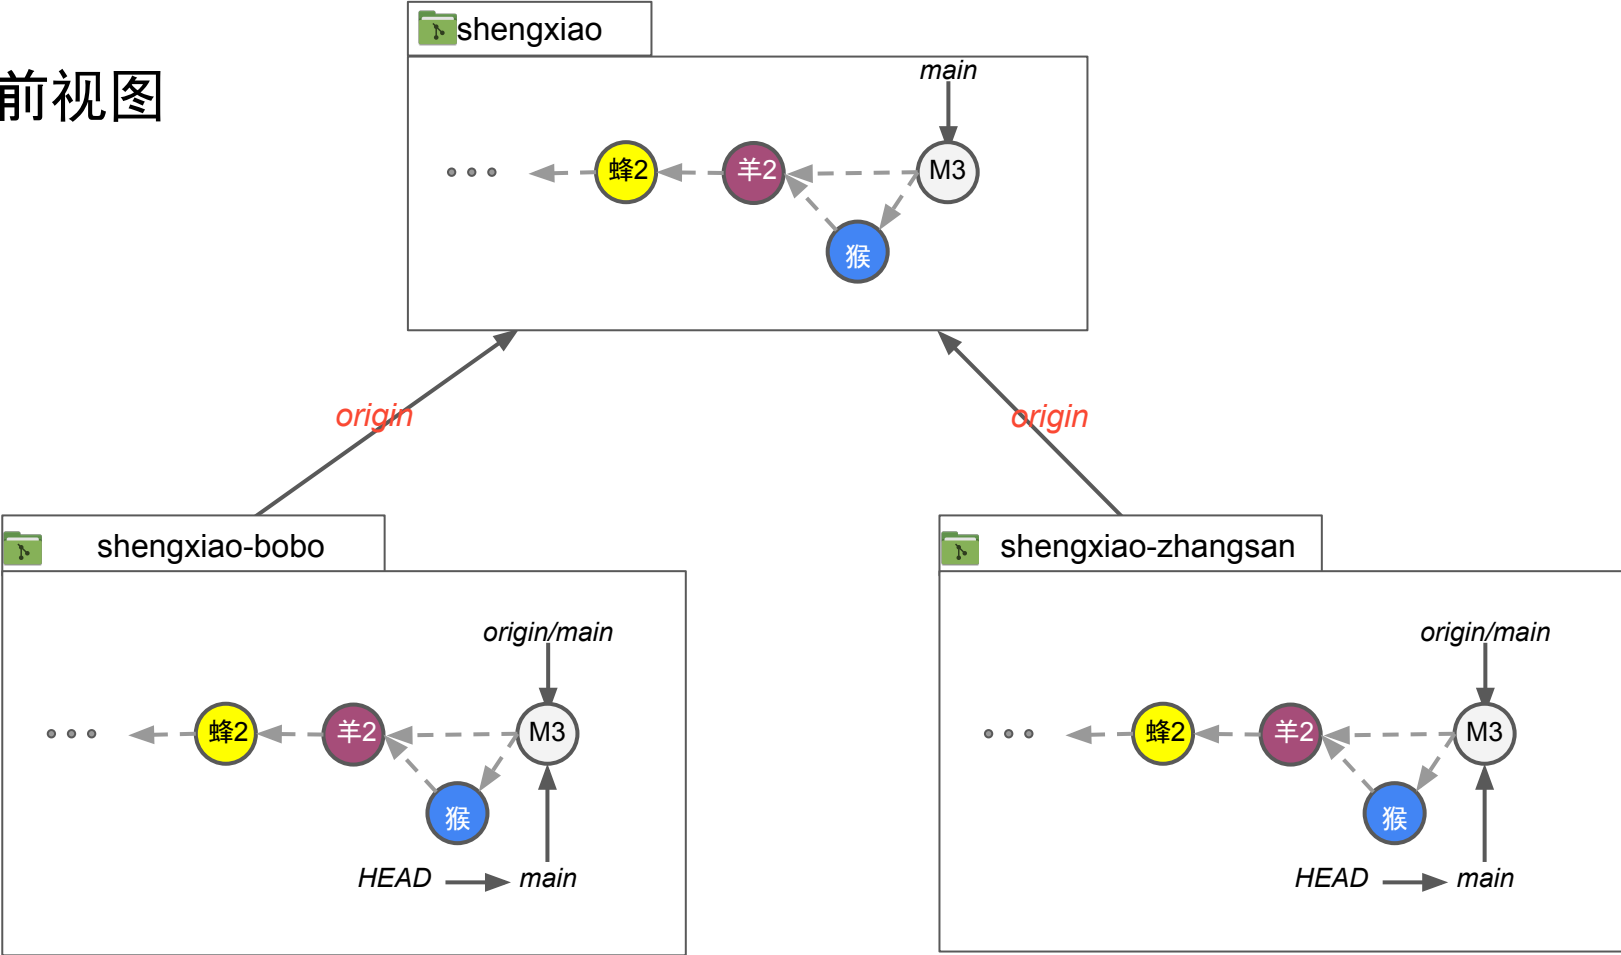 shengxiao
前视图
main
蜂2
羊2
M3
猴
origin
origin
shengxiao-bobo
origin/main
蜂2
羊2
M3
猴
HEAD
main
shengxiao-zhangsan
origin/main
蜂2
羊2
M3
猴
HEAD
main